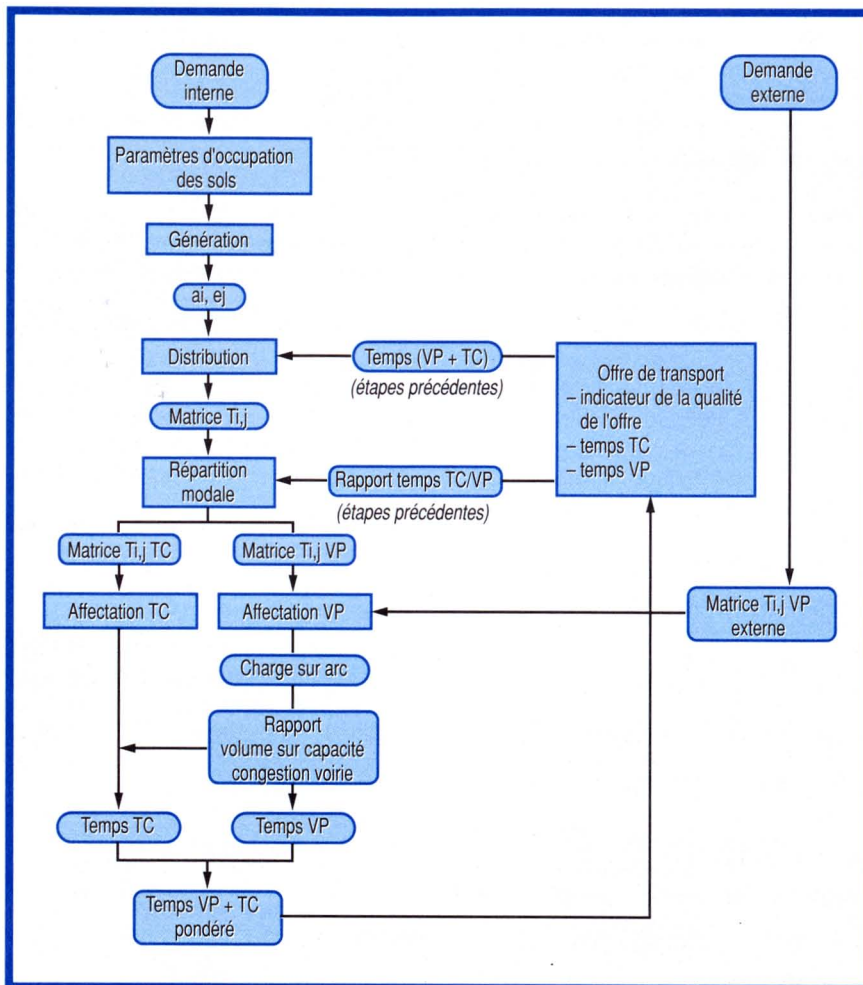 Demande
interne
Demande
externe
Paramètres d'occupation
des sols
Génération
ai, ej
Distribution
Temps (VP + TC)
(étapes précédentes)
Offre de transport
– indicateur de la qualité
de l'offre
– temps TC
– temps VP
Matrice Ti,j
Répartition
modale
Rapport temps TC/VP
(étapes précédentes)
Matrice Ti,j TC
Matrice Ti,j VP
Affectation TC
Affectation VP
Matrice Ti,j VP
externe
Charge sur arc
Rapport
volume sur capacité
congestion voirie
Temps TC
Temps VP
Temps VP + TC
pondéré